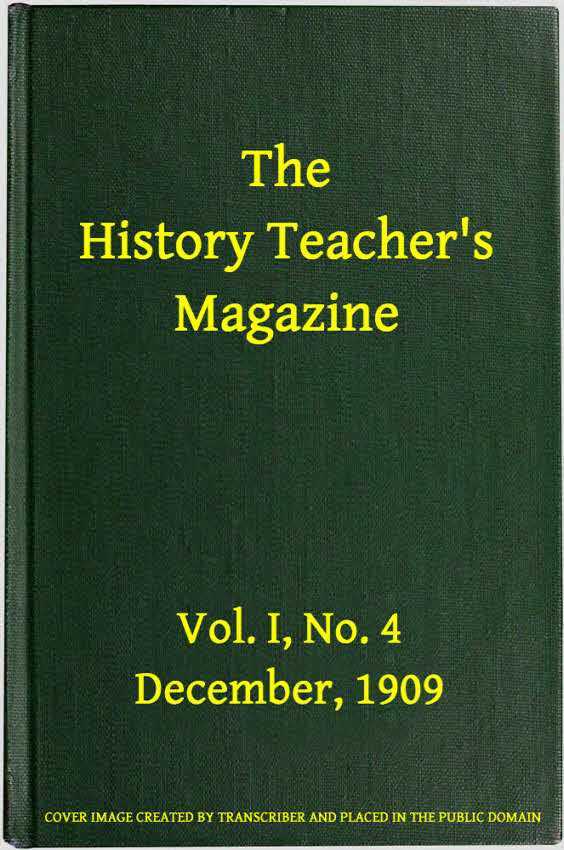 The
History Teacher's
Magazine
Vol. I, No. 4
December, 1909
COVER IMAGE CREATED BY TRANSCRIBER AND PLACED IN THE PUBLIC DOMAIN